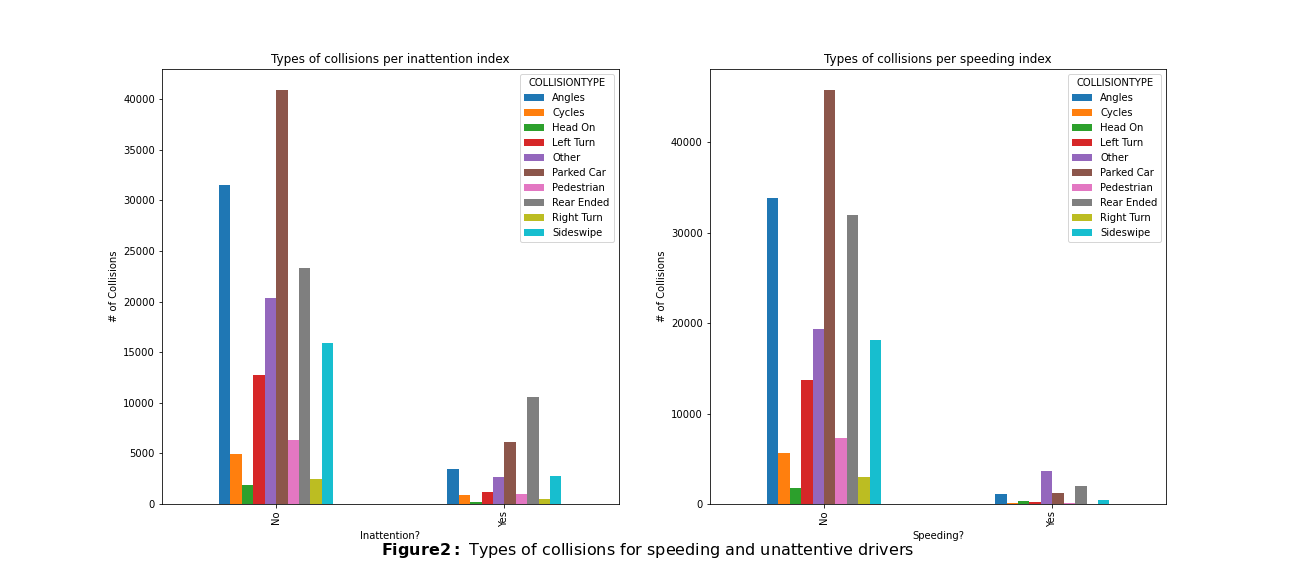 Types of collisions per inattention index
COLLISIONTYPE
Angles
Cycles
Head On
Left Turn
Other
Parked Car
Pedestrian
Rear Ended
Right Turn
Sideswipe
40000
35000
30000
25000
20000
15000
10000
5000
0
# of Collisions
No
Yes
Inattention?
Types of collisions per speeding index
COLLISIONTYPE
Angles
Cycles
Head On
Left Turn
Other
Parked Car
Pedestrian
Rear Ended
Right Turn
Sideswipe
40000
30000
20000
10000
0
# of Collisions
No
Yes
Speeding?
Figure2: Types of collisions for speeding and unattentive drivers